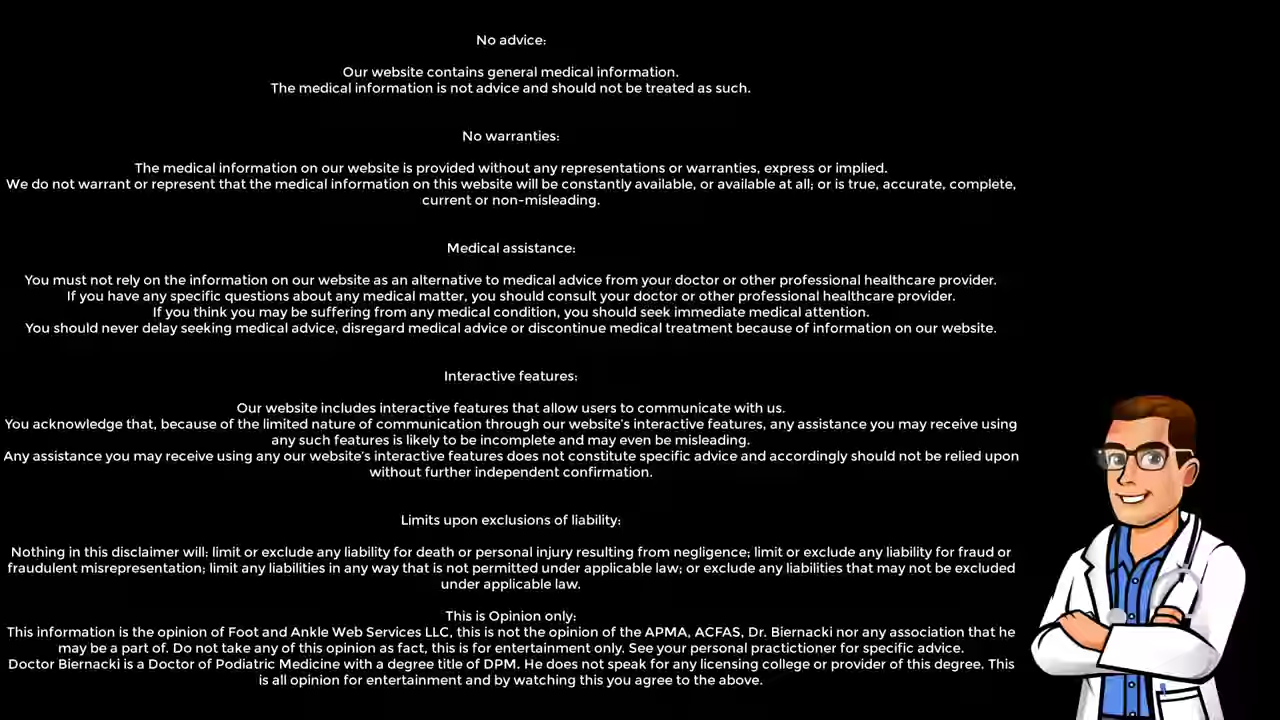 No advice:
Our website contains general medical information.
The medical information is not advice and should not be treated as such.
No warranties:
The medical information on our website is provided without any representations or warranties, express or implied.
We do not warrant or represent that the medical information on this website will be constantly available, or available at all; or is true, accurate, complete,
current or non-misleading.
Medical assistance:
You must not rely on the information on our website as an alternative to medical advice from your doctor or other professional healthcare provider.
If you have any specific questions about any medical matter, you should consult your doctor or other professional healthcare provider.
If you think you may be suffering from any medical condition, you should seek immediate medical attention.
You should never delay seeking medical advice, disregard medical advice or discontinue medical treatment because of information on our website.
Interactive features:
Our website includes interactive features that allow users to communicate with us.
You acknowledge that, because of the limited nature of communication through our website's interactive features, any assistance you may receive using
any such features is likely to be incomplete and may even be misleading.
Any assistance you may receive using any our website's interactive features does not constitute specific advice and accordingly should not be relied upon
without further independent confirmation.
Limits upon exclusions of liability:
Nothing in this disclaimer will: limit or exclude any liability for death or personal injury resulting from negligence; limit or exclude any liability for fraud or
fraudulent misrepresentation; limit any liabilities in any way that is not permitted under applicable law; or exclude any liabilities that may not be excluded
under applicable law.
This is Opinion only:
This information is the opinion of Foot and Ankle Web Services LLC, this is not the opinion of the APMA, ACFAS, Dr. Biernacki nor any association that he
may be a part of. Do not take any of this opinion as fact, this is for entertainment only. See your personal practictioner for specific advice.
Doctor Biernacki is a Doctor of Podiatric Medicine with a degree title of DPM. He does not speak for any licensing college or provider of this degree. This
is all opinion for entertainment and by watching this you agree to the above.